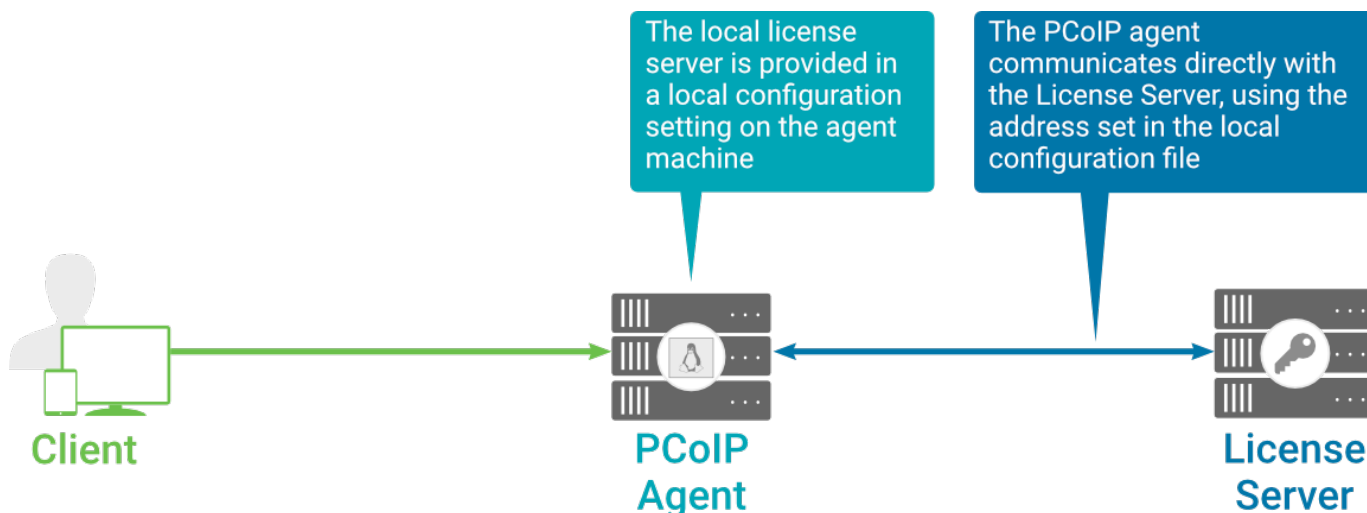 The local license
server is provided in
a local configuration
setting on the agent
machine
The PCoIP agent
communicates directly with
the License Server, using the
address set in the local
configuration file
Client
PCoIP
Agent
License
Server